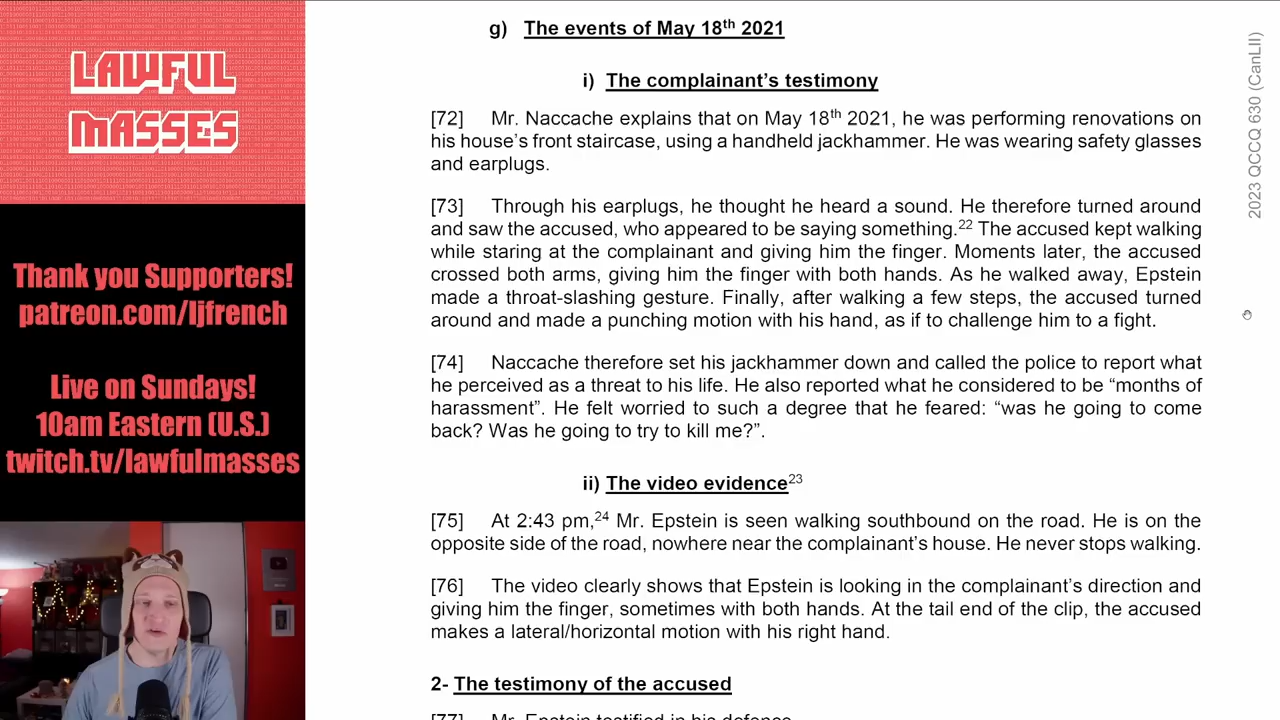 LAWFUL
MASSES
Thank you Supporters!
patreon.com/ljfrench
Live on Sundays!
10am Eastern (U.S.)
twitch.tv/lawfulmasses
g) The events of May 18th 2021
i) The complainant's testimony
[72] Mr. Naccache explains that on May 18th 2021, he was performing renovations on
his house's front staircase, using a handheld jackhammer. He was wearing safety glasses
and earplugs.
[73] Through his earplugs, he thought he heard a sound. He therefore turned around
and saw the accused, who appeared to be saying something.22 The accused kept walking
while staring at the complainant and giving him the finger. Moments later, the accused
crossed both arms, giving him the finger with both hands. As he walked away, Epstein
made a throat-slashing gesture. Finally, after walking a few steps, the accused turned
around and made a punching motion with his hand, as if to challenge him to a fight.
[74] Naccache therefore set his jackhammer down and called the police to report what
he perceived as a threat to his life. He also reported what he considered to be “months of
harassment”. He felt worried to such a degree that he feared: “was he going to come
back? Was he going to try to kill me?”.
ii) The video evidence23
[75] At 2:43 pm,24 Mr. Epstein is seen walking southbound on the road. He is on the
opposite side of the road, nowhere near the complainant's house. He never stops walking.
[76] The video clearly shows that Epstein is looking in the complainant's direction and
giving him the finger, sometimes with both hands. At the tail end of the clip, the accused
makes a lateral/horizontal motion with his right hand.
2- The testimony of the accused
[77] Mr. Epstein testified in his defence.
2023 QCCQ 630 (CanLII)